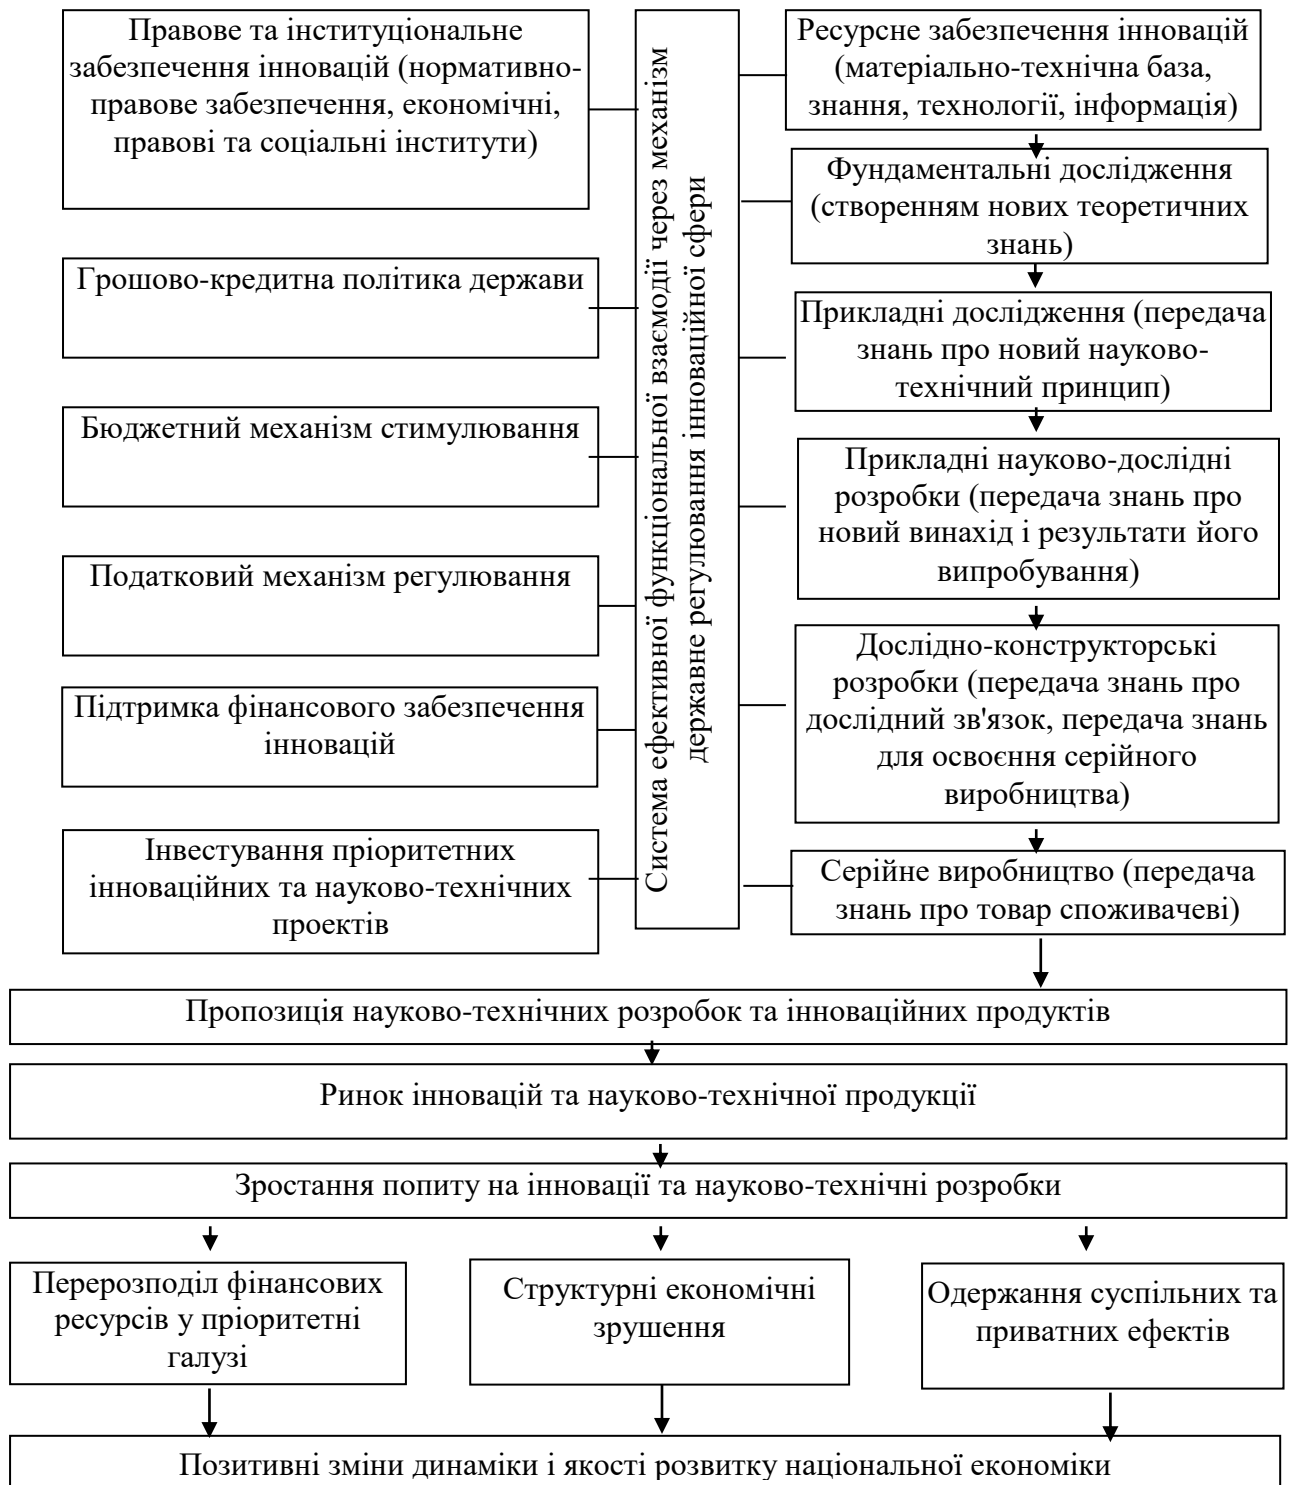 Правове та інституціональне
забезпечення інновацій (нормативно-
правове забезпечення, економічні,
правові та соціальні інститути)
Грошово-кредитна політика держави
Бюджетний механізм стимулювання
Податковий механізм регулювання
Підтримка фінансового забезпечення
інновацій
Інвестування пріоритетних
інноваційних та науково-технічних
проектів
Система ефективної функціональної взаємодії через механізм
державне регулювання інноваційної сфери
Ресурсне забезпечення інновацій
(матеріально-технічна база,
знання, технології, інформація)
Фундаментальні дослідження
(створенням нових теоретичних
знань)
Прикладні дослідження (передача
знань про новий науково-
технічний принцип)
Прикладні науково-дослідні
розробки (передача знань про
новий винахід і результати його
випробування)
Дослідно-конструкторські
розробки (передача знань про
дослідний зв'язок, передача знань
для освоєння серійного
виробництва)
Серійне виробництво (передача
знань про товар споживачеві)
Пропозиція науково-технічних розробок та інноваційних продуктів
Ринок інновацій та науково-технічної продукції
Зростання попиту на інновації та науково-технічні розробки
Перерозподіл фінансових
ресурсів у пріоритетні
галузі
Структурні економічні
зрушення
Одержання суспільних та
приватних ефектів
Позитивні зміни динаміки і якості розвитку національної економіки